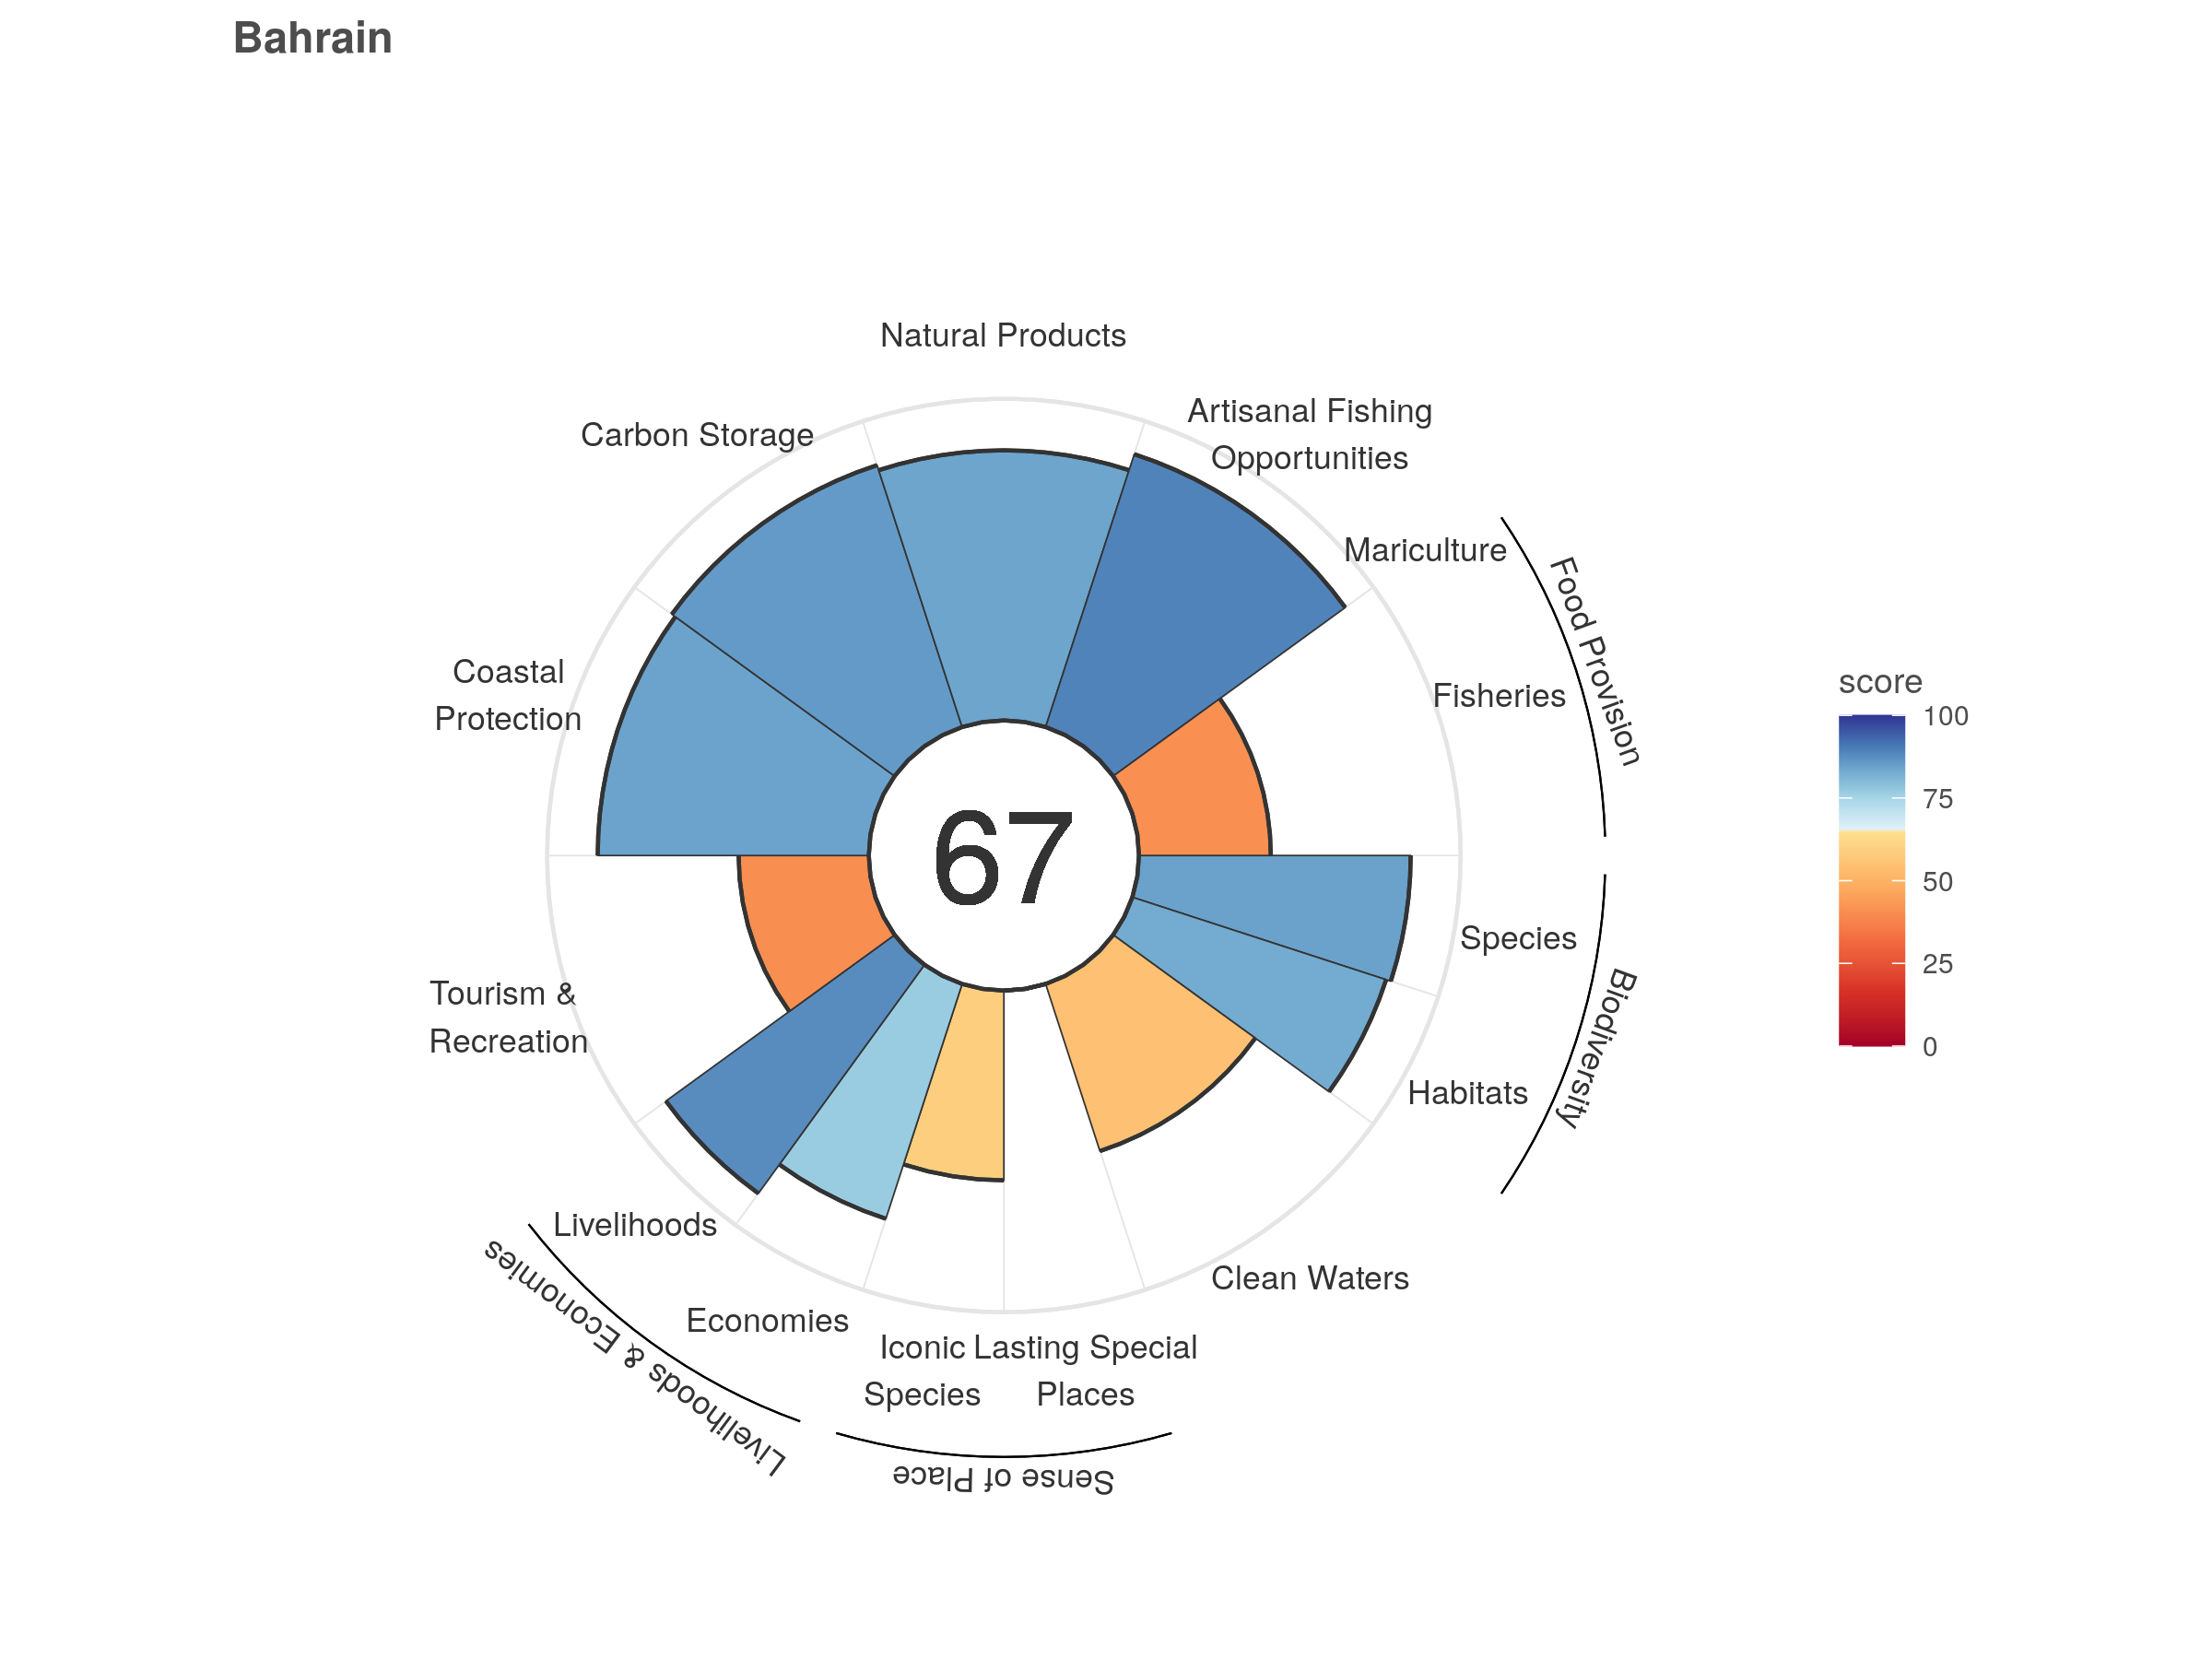 Bahrain
Natural Products
Artisanal Fishing
Opportunities
Carbon Storage
Mariculture
Food Provision
Fisheries
Coastal
Protection
67
Species
Biodiversity
Habitats
Tourism &
Recreation
Livelihoods
Livelihoods & Economies
Economies
Clean Waters
Iconic
Species
Lasting Special
Places
Sense of Place
score
100
75
50
25
0